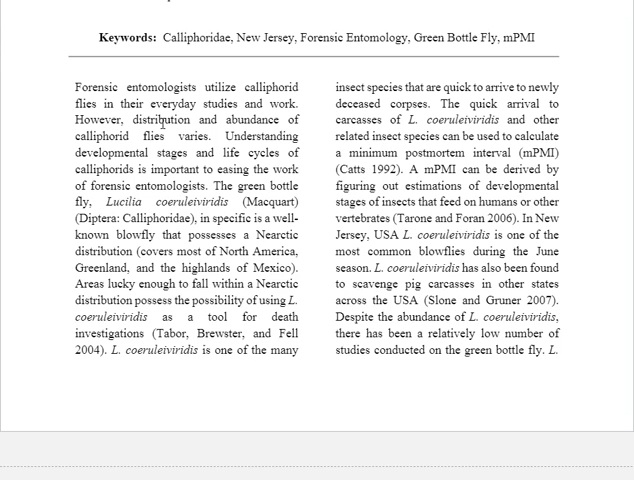 Keywords: Calliphoridae, New Jersey, Forensic Entomology, Green Bottle Fly, mPMI
Forensic entomologists utilize calliphorid
flies in their everyday studies and work.
However, distribution and abundance of
calliphorid flies varies. Understanding
developmental stages and life cycles of
calliphorids is important to easing the work
of forensic entomologists. The green bottle
fly, Lucilia coeruleiviridis (Macquart)
(Diptera: Calliphoridae), in specific is a well-
known blowfly that possesses a Nearctic
distribution (covers most of North America,
Greenland, and the highlands of Mexico).
Areas lucky enough to fall within a Nearctic
distribution possess the possibility of using L.
coeruleiviridis as a tool for death
investigations (Tabor, Brewster, and Fell
2004). L. coeruleiviridis is one of the many
insect species that are quick to arrive to newly
deceased corpses. The quick arrival to
carcasses of L. coeruleiviridis and other
related insect species can be used to calculate
a minimum postmortem interval (mPMI)
(Catts 1992). A mPMI can be derived by
figuring out estimations of developmental
stages of insects that feed on humans or other
vertebrates (Tarone and Foran 2006). In New
Jersey, USA L. coeruleiviridis is one of the
most common blowflies during the June
season. L. coeruleiviridis has also been found
to scavenge pig carcasses in other states
across the USA (Slone and Gruner 2007).
Despite the abundance of L. coeruleiviridis,
there has been a relatively low number of
studies conducted on the green bottle fly. L.